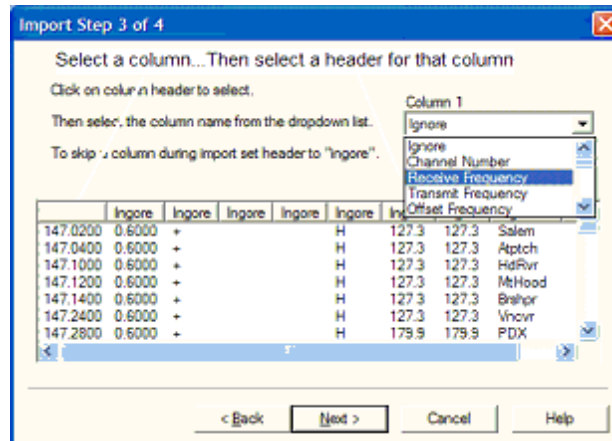 Import Step 3 of 4
Select a column...Then select a header for that column
Click on column header to select.
Column 1
Then select the column name from the dropdown list.
Ignore
To skip a column during import set header to "ingore".
Ignore
Channel Number
Receive Frequency
Transmit Frequency
Offset Frequency
Ingore Ingore Ingore Ingore Ingore
147.0200 0.6000 + H 127.3 127.3 Salem
147.0400 0.6000 + H 127.3 127.3 Atptch
147.1000 0.6000 + H 127.3 127.3 HdRvr
147.1200 0.6000 + H 127.3 127.3 MtHood
147.1400 0.6000 + H 127.3 127.3 Brshpr
147.2400 0.6000 + H 127.3 127.3 Vncvr
147.2800 0.6000 + H 179.9 179.9 PDX
< Back Next > Cancel Help